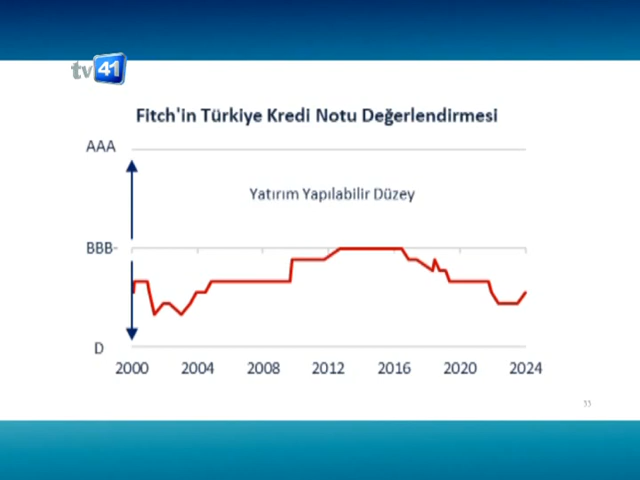 tv41
Fitch'in Türkiye Kredi Notu Değerlendirmesi
AAA
Yatırım Yapılabilir Düzey
BBB-
D
2000 2004 2008 2012 2016 2020 2024
33